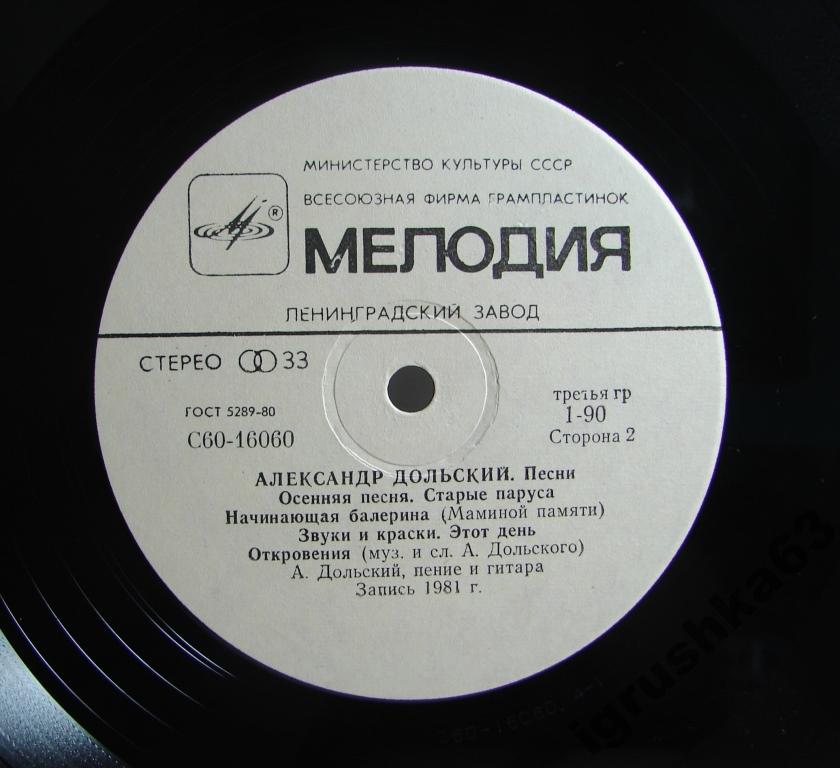 МИНИСТЕРСТВО КУЛЬТУРЫ СССР
ВСЕСОЮЗНАЯ ФИРМА ГРАМПЛАСТИНОК
®
МЕЛОДИЯ
ЛЕНИНГРАДСКИЙ ЗАВОД
СТЕРЕО 33
ГОСТ 5289-80
С60-16060
третья гр
1-90
Сторона 2
АЛЕКСАНДР ДОЛЬСКИЙ. Песни
Осенняя песня. Старые паруса
Начинающая балерина (Маминой памяти)
Звуки и краски. Этот день
Откровения (муз. и сл. А. Дольского)
А. Дольский, пение и гитара
Запись 1981 г.
igrushka63